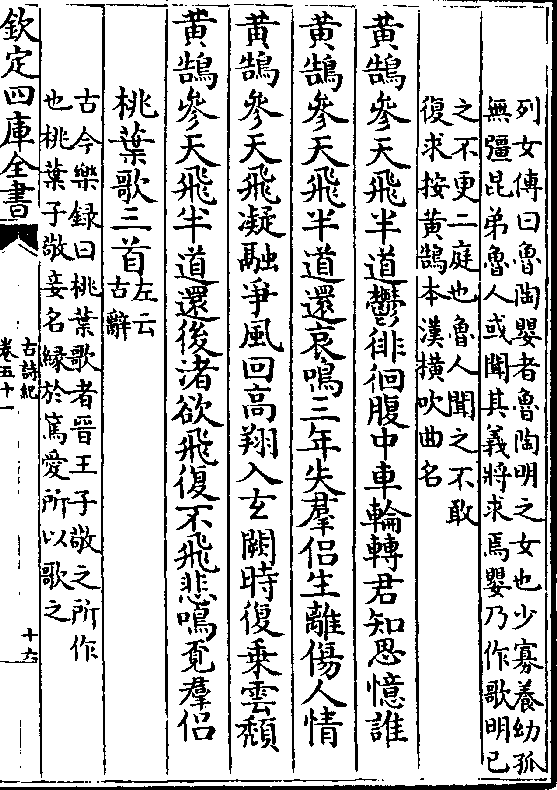 列女傳曰魯陶嬰者魯陶明之女也少寡養幼孤
無彊昆弟魯人或聞其義將求焉嬰乃作歌明己
之不更二庭也魯人聞之不敢
復求按黄鵠本漢横吹曲名
黄鵠參天飛半道鬱徘徊腹中車輪轉君知思憶誰
黄鵠參天飛半道還哀鳴三年失羣侣生離傷人情
黄鵠參天飛凝融爭風回高翔入玄闕時復乗雲頽
黄鵠參天飛半道還後渚欲飛復不飛悲鳴覓羣侣
桃葉歌三首左云
古辭
古今樂録曰桃葉歌者晉王子敬之所作
也桃葉子敬妾名縁於篤愛所以歌之
欽定四庫全書
古詩紀
卷五十一
十六